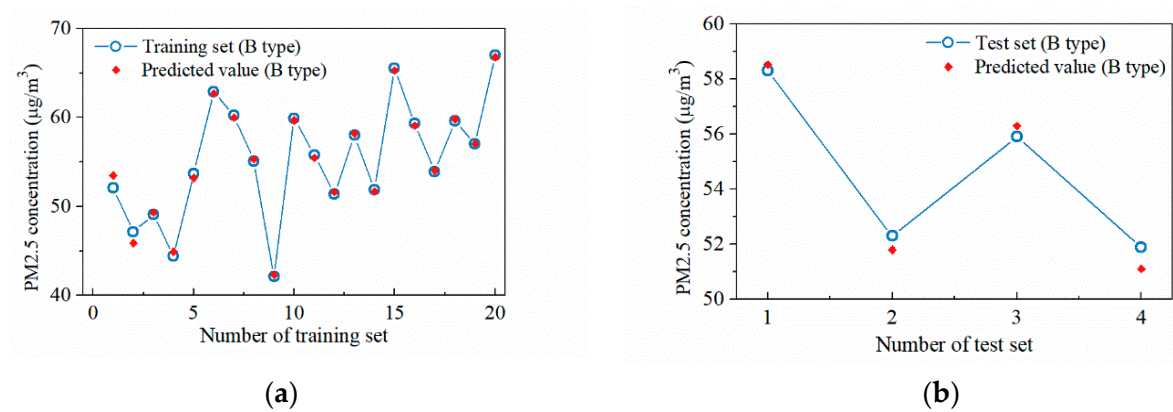 PM2.5 concentration (μg/m³)
70
60
50
40
Training set (B type)
Predicted value (B type)
0
5
10
15
20
Number of training set
(a)
PM2.5 concentration (μg/m³)
60
58
56
54
52
50
Test set (B type)
Predicted value (B type)
1
2
3
4
Number of test set
(b)